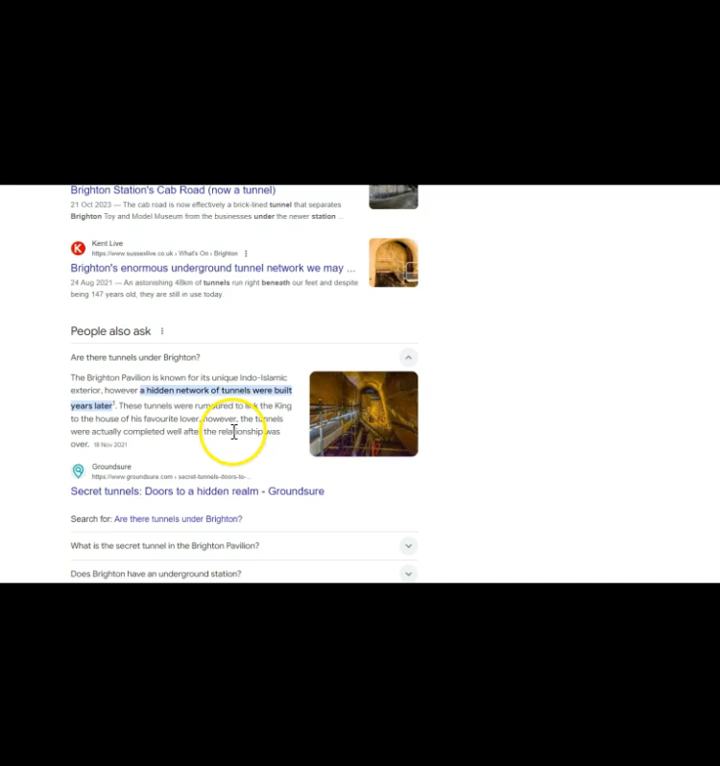 Brighton Station's Cab Road (now a tunnel)
21 Oct 2023 — The cab road is now effectively a brick-lined tunnel that separates
Brighton Toy and Model Museum from the businesses under the newer station ...
Kent Live
https://www.sussexlive.co.uk › What's On › Brighton
Brighton's enormous underground tunnel network we may ...
24 Aug 2021 — An astonishing 48km of tunnels run right beneath our feet and despite
being 147 years old, they are still in use today.
People also ask
Are there tunnels under Brighton?
The Brighton Pavilion is known for its unique Indo-Islamic
exterior, however a hidden network of tunnels were built
years later¹. These tunnels were rumoured to link the King
to the house of his favourite lover, however, the tunnels
were actually completed well after the relationship was
over. 18 Nov 2021
Groundsure
https://www.groundsure.com › secret-tunnels-doors-to-...
Secret tunnels: Doors to a hidden realm - Groundsure
Search for: Are there tunnels under Brighton?
What is the secret tunnel in the Brighton Pavilion?
Does Brighton have an underground station?